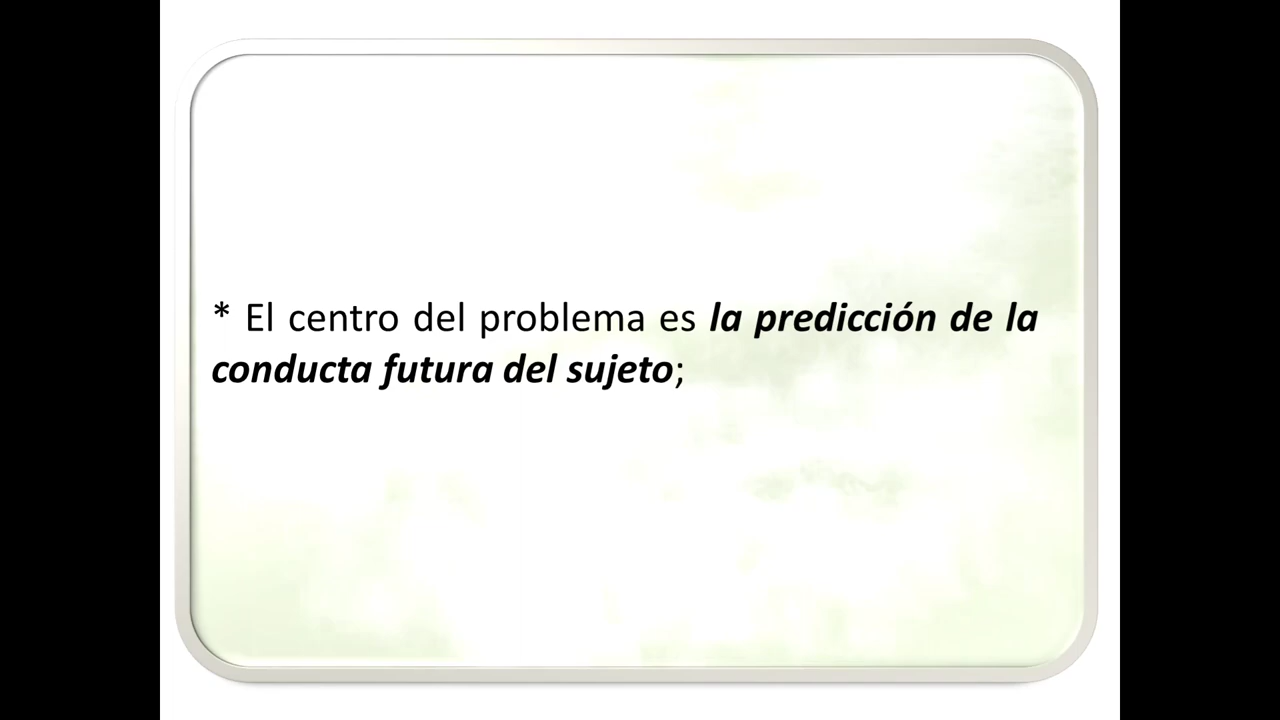 * El centro del problema es la predicción de la
conducta futura del sujeto;